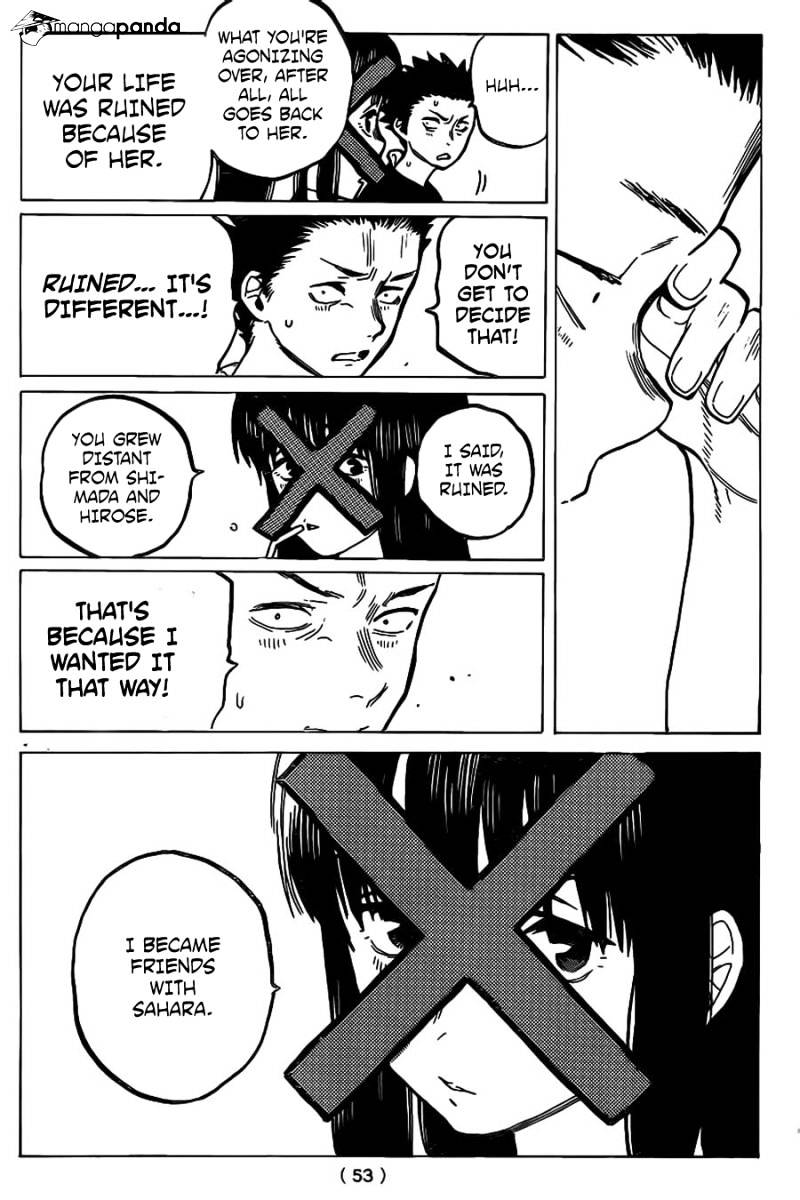 mangapanda
HUH...
WHAT YOU'RE
AGONIZING
OVER, AFTER
ALL, ALL
GOES BACK
TO HER.
YOUR LIFE
WAS RUINED
BECAUSE
OF HER.
YOU
DON'T
GET TO
DECIDE
THAT!
RUINED... IT'S
DIFFERENT...!
I SAID,
IT WAS
RUINED.
YOU GREW
DISTANT
FROM SHI-
MADA AND
HIROSE.
THAT'S
BECAUSE I
WANTED IT
THAT WAY!
I BECAME
FRIENDS
WITH
SAHARA.
( 53 )